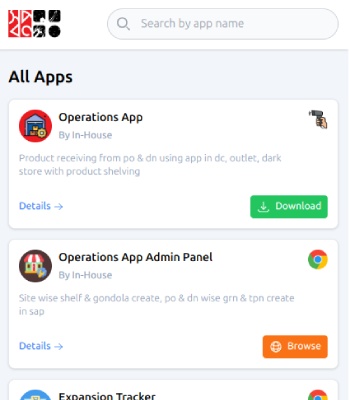 Search by app name
All Apps
Operations App
By In-House
Product receiving from po & dn using app in dc, outlet, dark
store with product shelving
Details →
Download
Operations App Admin Panel
By In-House
Site wise shelf & gondola create, po & dn wise grn & tpn create
in sap
Details →
Browse
Expansion Tracker